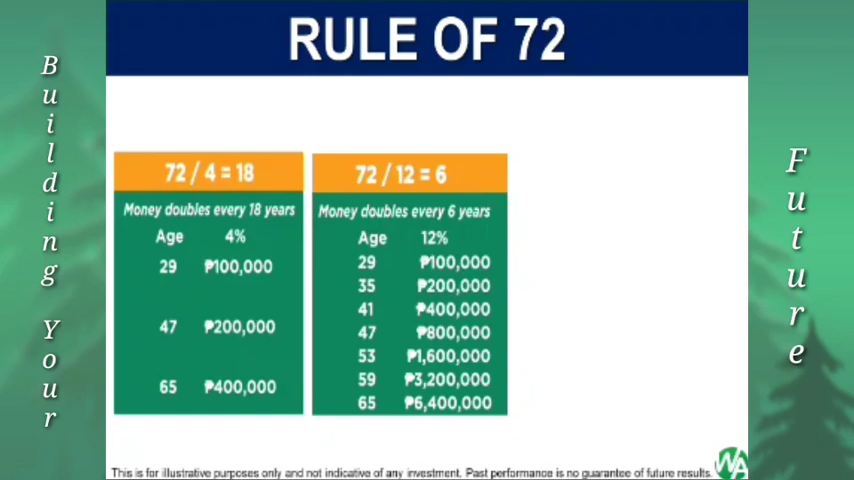 RULE OF 72
Building Your
72 / 4 = 18
Money doubles every 18 years
Age 4%
29 ₱100,000
47 ₱200,000
65 ₱400,000
72 / 12 = 6
Money doubles every 6 years
Age 12%
29 ₱100,000
35 ₱200,000
41 ₱400,000
47 ₱800,000
53 ₱1,600,000
59 ₱3,200,000
65 ₱6,400,000
Future
This is for illustrative purposes only and not indicative of any investment. Past performance is no guarantee of future results.
WA